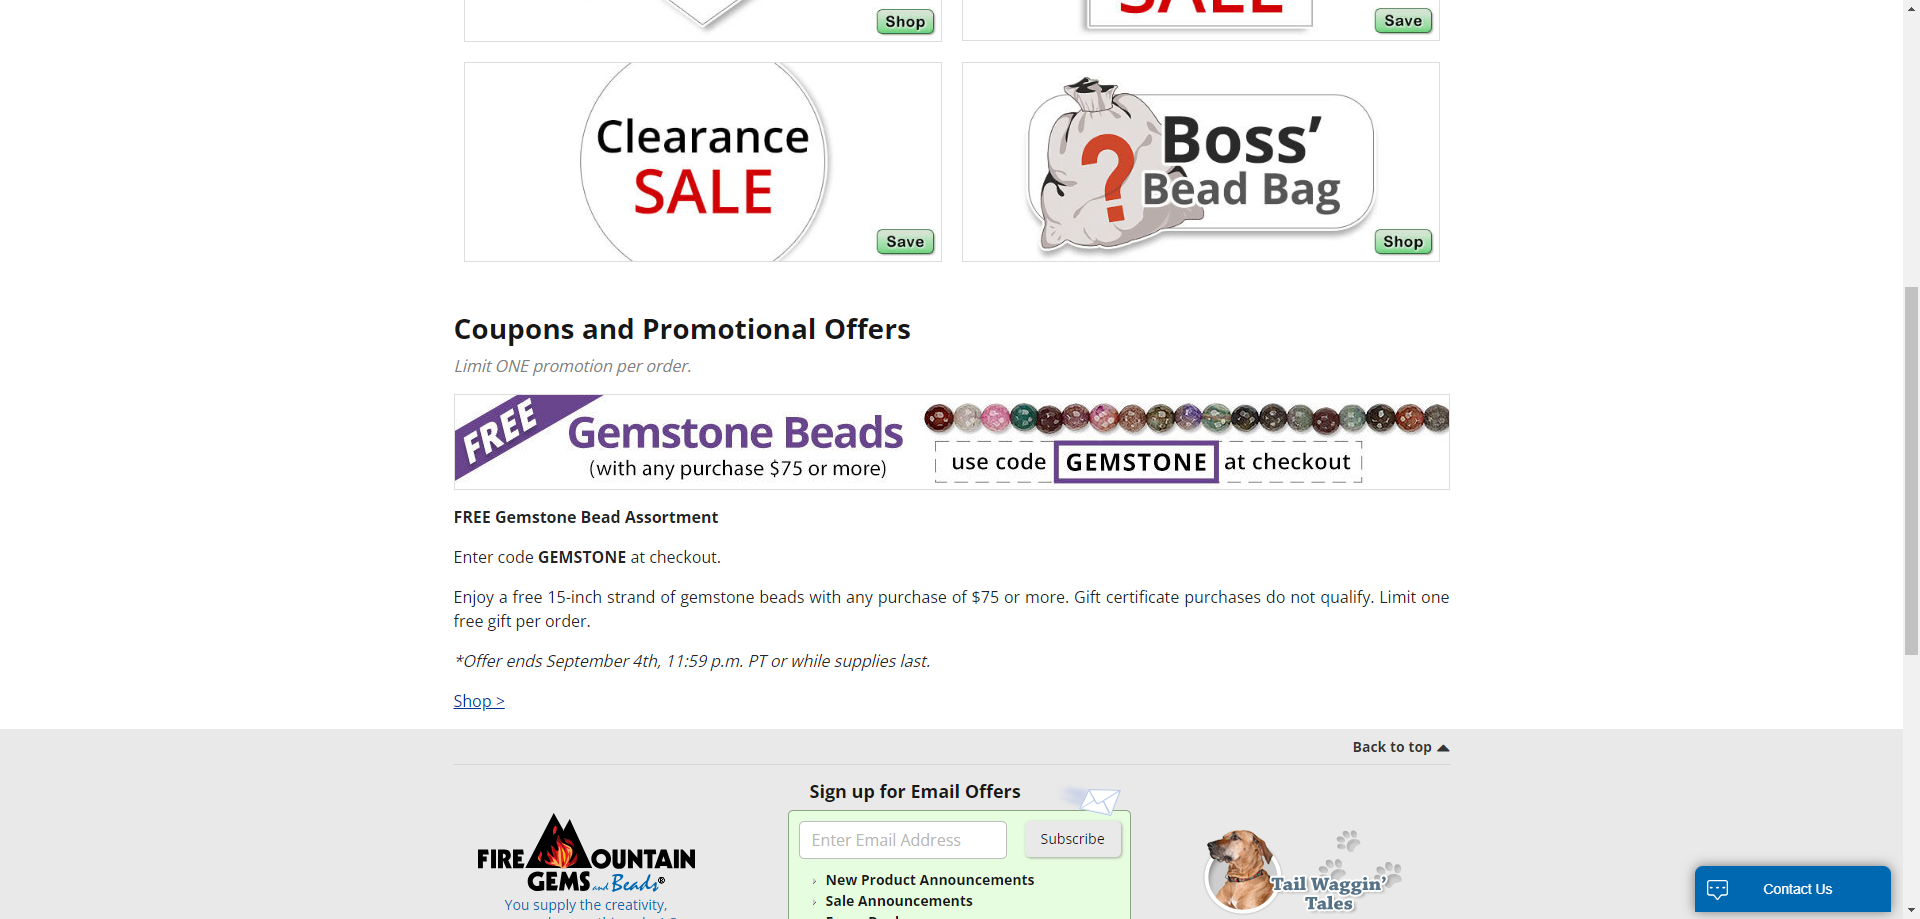 Shop
SALE
Save
Clearance
SALE
Save
?
Boss’
Bead Bag
Shop
Coupons and Promotional Offers
Limit ONE promotion per order.
FREE
Gemstone Beads
(with any purchase $75 or more)
use code GEMSTONE at checkout
FREE Gemstone Bead Assortment
Enter code GEMSTONE at checkout.
Enjoy a free 15-inch strand of gemstone beads with any purchase of $75 or more. Gift certificate purchases do not qualify. Limit one
free gift per order.
*Offer ends September 4th, 11:59 p.m. PT or while supplies last.
Shop >
Back to top
Sign up for Email Offers
Enter Email Address
Subscribe
New Product Announcements
Sale Announcements
FIRE MOUNTAIN
GEMS and Beads®
You supply the creativity,
Tail Waggin’
Tales
Contact Us